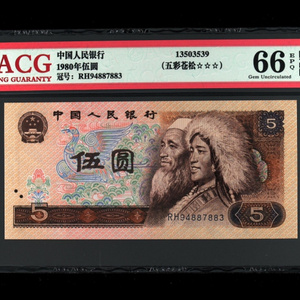 ACG
NG GUARANTY
中国人民银行
1980年伍圆
冠号：RH94887883
13503539
(五彩苍松☆☆☆)
66 EPQ
Gem Uncirculated
中国人民银行
5
伍圆
5
5
RH94887883